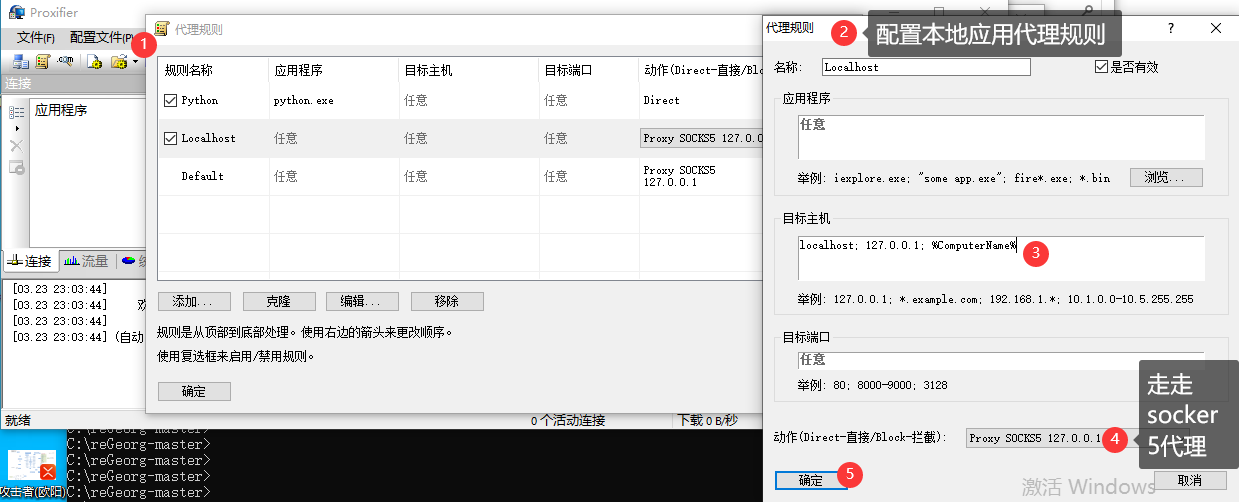 Proxifier
文件(F) 配置文件(P)
连接
应用程序
连接 流量
[03.23 23:03:44]
[03.23 23:03:44] 欢
[03.23 23:03:44]
[03.23 23:03:44] (自动
就绪
0 个活动连接
下载 0 B/秒
1
代理规则
规则名称 应用程序 目标主机 目标端口 动作(Direct-直接/Bloc
Python python.exe 任意 任意 Direct
Localhost 任意 任意 任意 Proxy SOCKS5 127.0.0
Default 任意 任意 任意 Proxy SOCKS5
127.0.0.1
添加... 克隆 编辑... 移除
规则是从顶部到底部处理。使用右边的箭头来更改顺序。
使用复选框来启用/禁用规则。
确定
代理规则
2
配置本地应用代理规则
?
名称: Localhost
是否有效
应用程序
任意
举例: iexplore.exe; "some app.exe"; fire*.exe; *.bin
浏览...
目标主机
localhost; 127.0.0.1; %ComputerName%
3
举例: 127.0.0.1; *.example.com; 192.168.1.*; 10.1.0.0-10.5.255.255
目标端口
任意
举例: 80; 8000-9000; 3128
走走
socker
5代理
动作(Direct-直接/Block-拦截):
Proxy SOCKS5 127.0.0.1
4
确定
5
取消
激活 Windows
C:\reGeorg-master>
C:\reGeorg-master>
C:\reGeorg-master>
C:\reGeorg-master>
C:\reGeorg-master>
攻击者(欧阳)